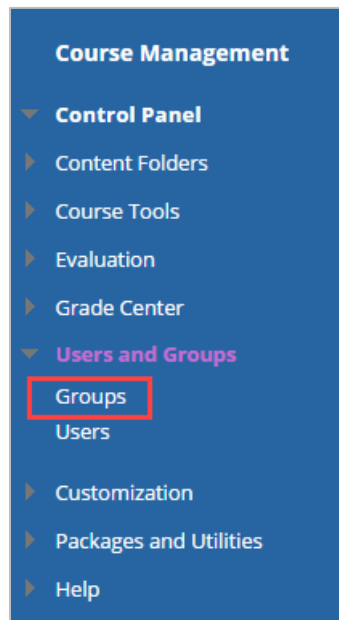 Course Management
Control Panel
Content Folders
Course Tools
Evaluation
Grade Center
Users and Groups
Groups
Users
Customization
Packages and Utilities
Help